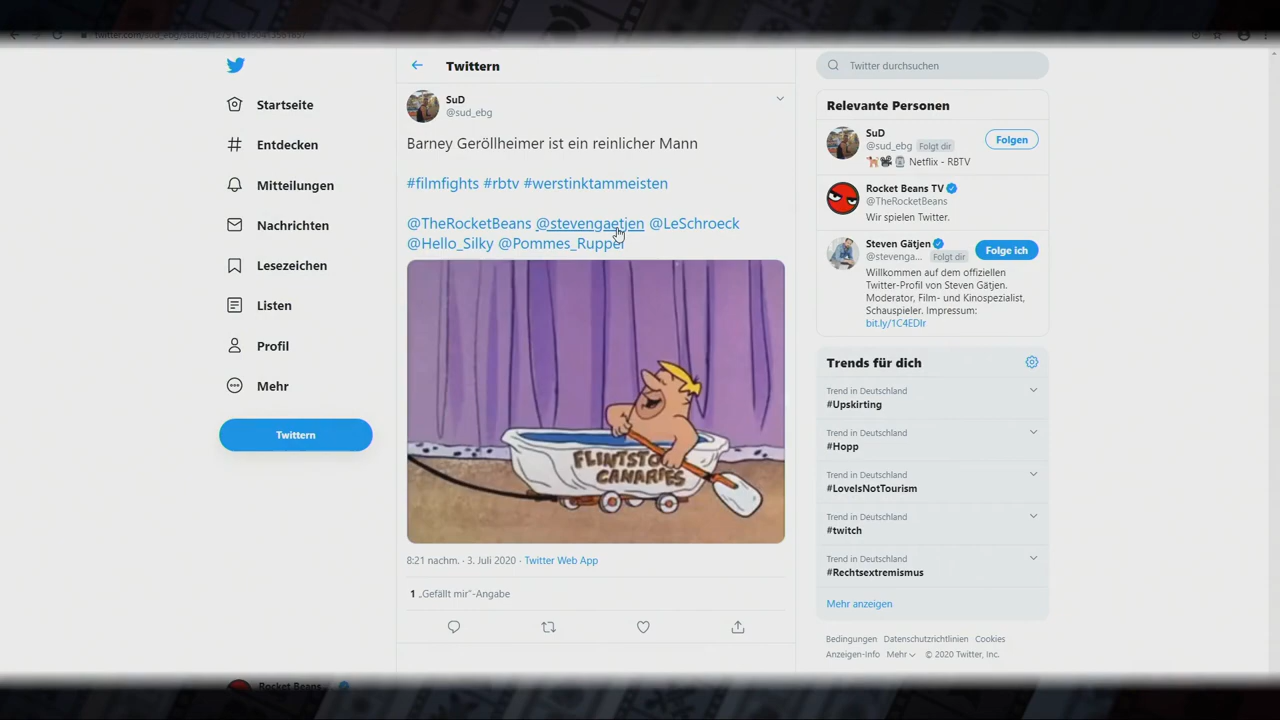 Startseite
Entdecken
Mitteilungen
Nachrichten
Lesezeichen
Listen
Profil
Mehr
Twittern
Twittern
SuD
@sud_ebg
Barney Geröllheimer ist ein reinlicher Mann
#filmfights #rbtv #werstinktammeisten
@TheRocketBeans @stevengaetjen @LeSchroeck
@Hello_Silky @Pommes_Ruppel
FLINTSTO
CANARIES
8:21 nachm. · 3. Juli 2020 · Twitter Web App
1 „Gefällt mir“-Angabe
Twitter durchsuchen
Relevante Personen
SuD
@sud_ebg Folgt dir
Folgen
Netflix - RBTV
Rocket Beans TV
@TheRocketBeans
Wir spielen Twitter.
Steven Gätjen
@stevenga... Folgt dir
Folge ich
Willkommen auf dem offiziellen
Twitter-Profil von Steven Gätjen.
Moderator, Film- und Kinospezialist,
Schauspieler. Impressum:
bit.ly/1C4EDIr
Trends für dich
Trend in Deutschland
#Upskirting
Trend in Deutschland
#Hopp
Trend in Deutschland
#LoveIsNotTourism
Trend in Deutschland
#twitch
Trend in Deutschland
#Rechtsextremismus
Mehr anzeigen
Bedingungen Datenschutzrichtlinien Cookies
Anzeigen-Info Mehr © 2020 Twitter, Inc.
Rocket Beans